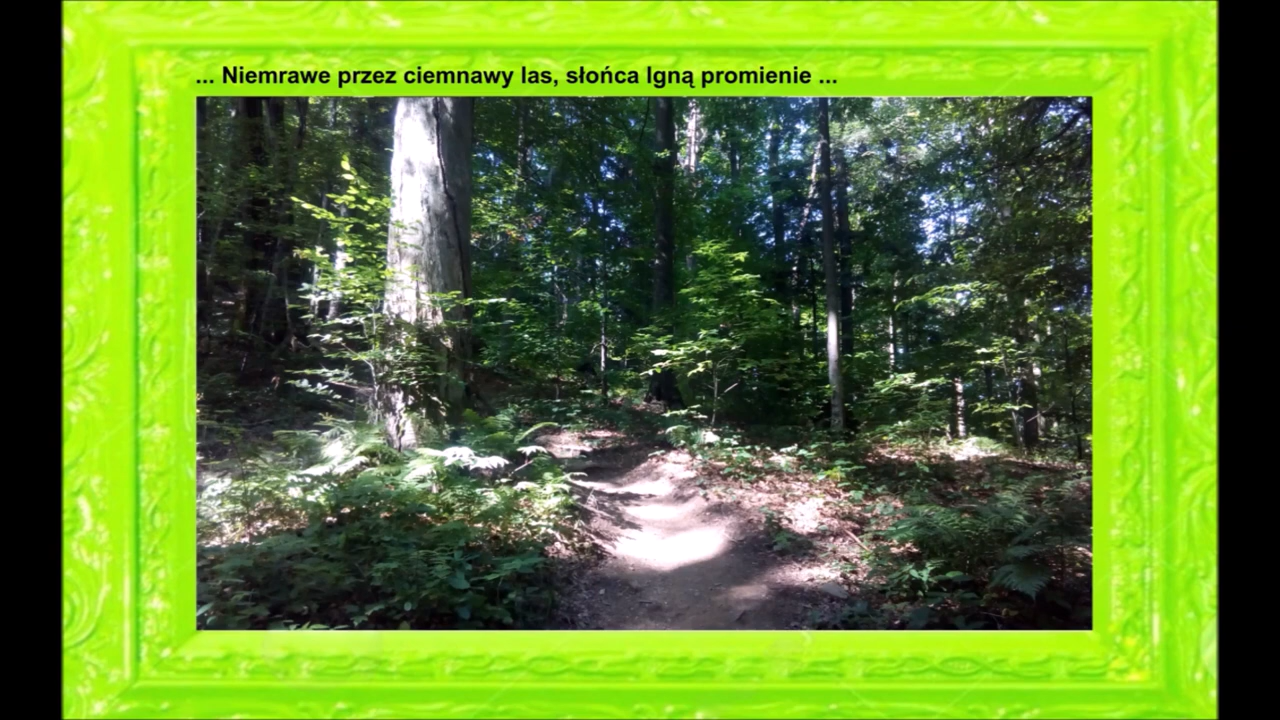 ... Niemrawe przez ciemnawy las, słońca lgną promienie ...